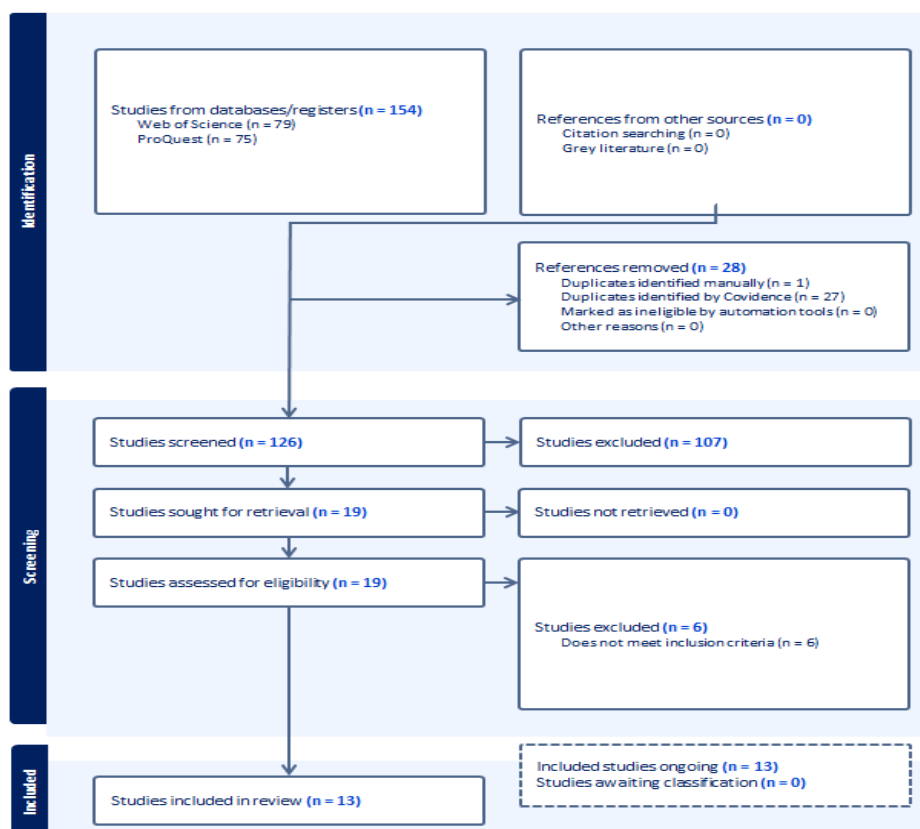 Identification
Studies from databases/registers (n = 154)
Web of Science (n = 79)
ProQuest (n = 75)
References from other sources (n = 0)
Citation searching (n = 0)
Grey literature (n = 0)
References removed (n = 28)
Duplicates identified manually (n = 1)
Duplicates identified by Covidence (n = 27)
Marked as ineligible by automation tools (n = 0)
Other reasons (n = 0)
Screening
Studies screened (n = 126)
Studies excluded (n = 107)
Studies sought for retrieval (n = 19)
Studies not retrieved (n = 0)
Studies assessed for eligibility (n = 19)
Studies excluded (n = 6)
Does not meet inclusion criteria (n = 6)
Included
Included studies ongoing (n = 13)
Studies awaiting classification (n = 0)
Studies included in review (n = 13)